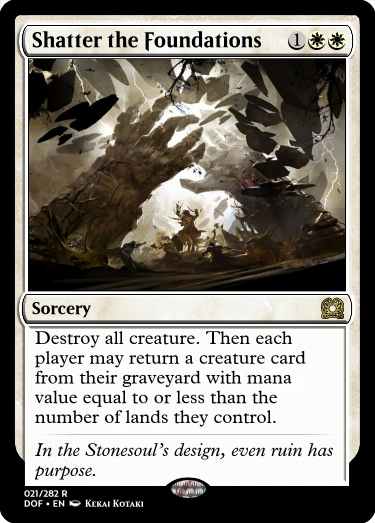 Shatter the Foundations 1
Sorcery
Destroy all creature. Then each
player may return a creature card
from their graveyard with mana
value equal to or less than the
number of lands they control.
In the Stonesoul's design, even ruin has
purpose.
021/282 R
DOF • EN Kekai Kotaki